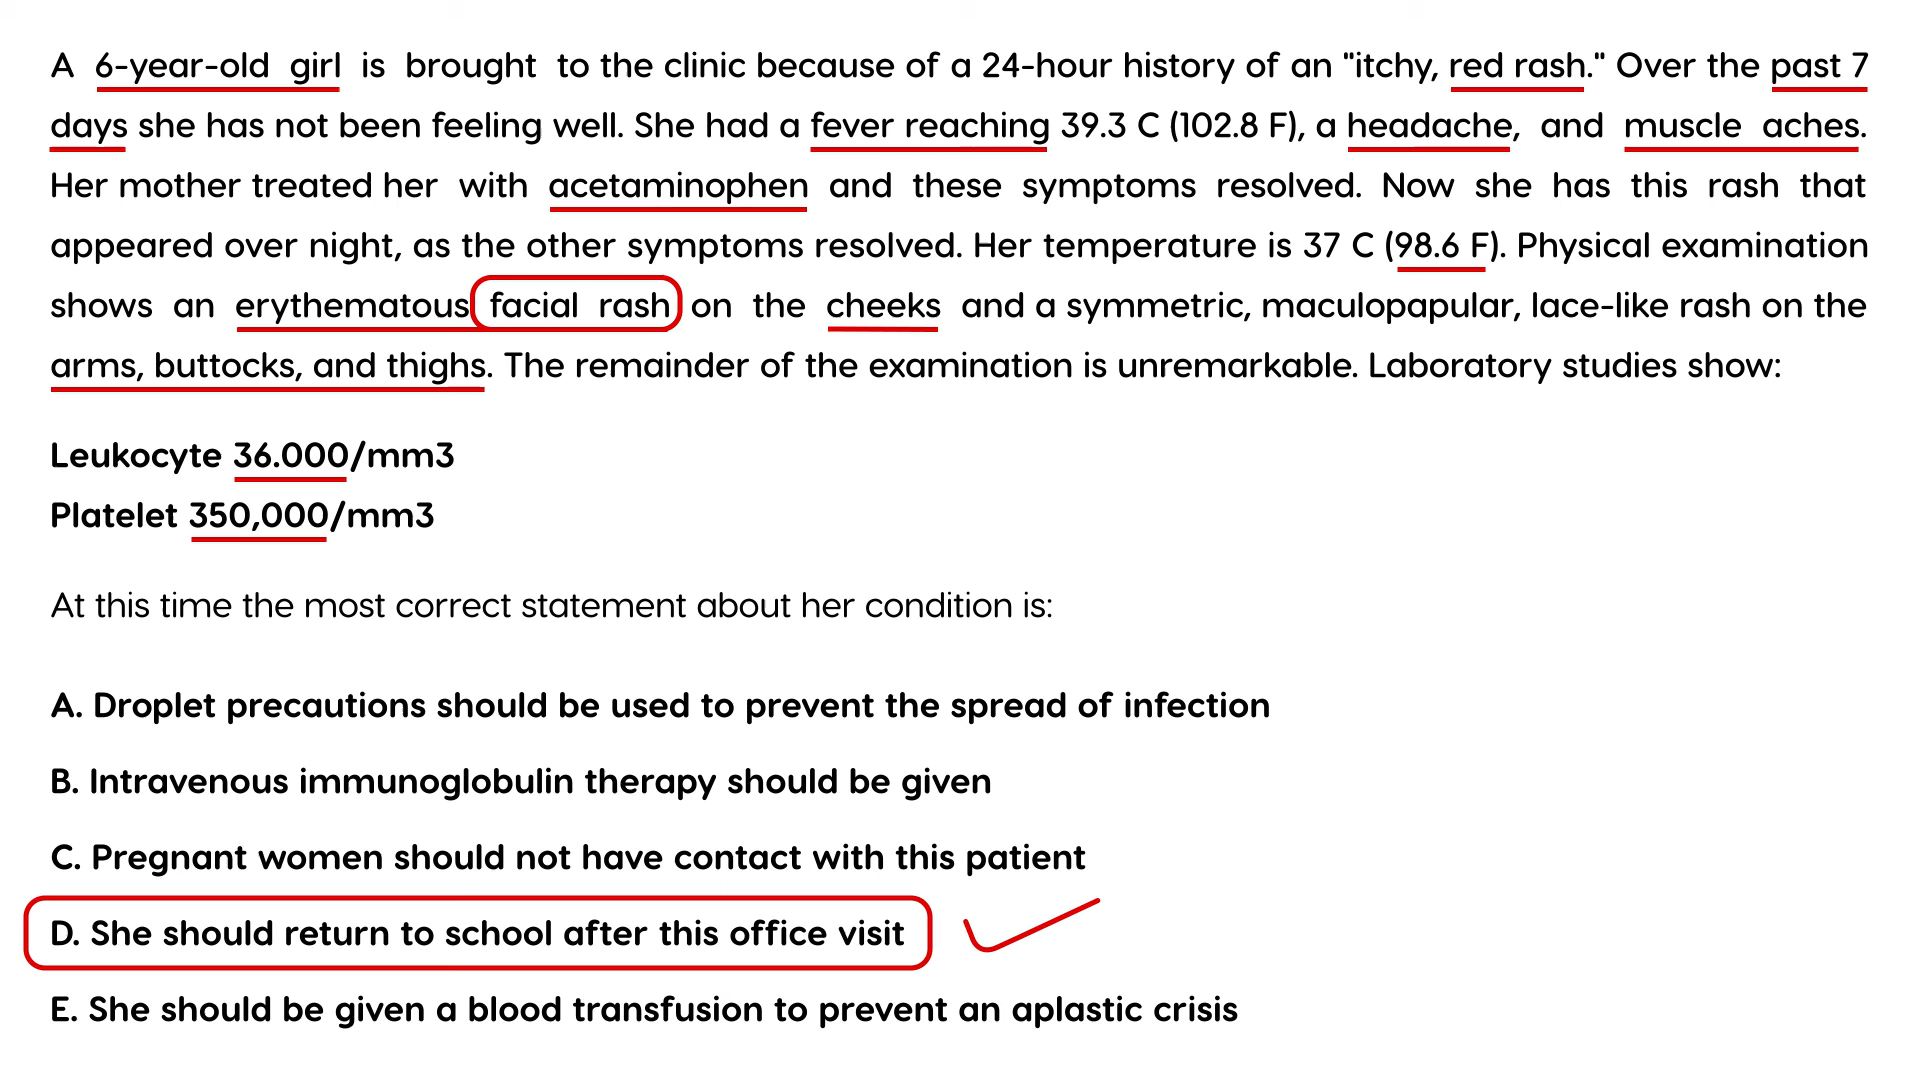 A 6-year-old girl is brought to the clinic because of a 24-hour history of an "itchy, red rash." Over the past 7
days she has not been feeling well. She had a fever reaching 39.3 C (102.8 F), a headache, and muscle aches.
Her mother treated her with acetaminophen and these symptoms resolved. Now she has this rash that
appeared over night, as the other symptoms resolved. Her temperature is 37 C (98.6 F). Physical examination
shows an erythematous facial rash on the cheeks and a symmetric, maculopapular, lace-like rash on the
arms, buttocks, and thighs. The remainder of the examination is unremarkable. Laboratory studies show:
Leukocyte 36.000/mm3
Platelet 350,000/mm3
At this time the most correct statement about her condition is:
A. Droplet precautions should be used to prevent the spread of infection
B. Intravenous immunoglobulin therapy should be given
C. Pregnant women should not have contact with this patient
D. She should return to school after this office visit
E. She should be given a blood transfusion to prevent an aplastic crisis